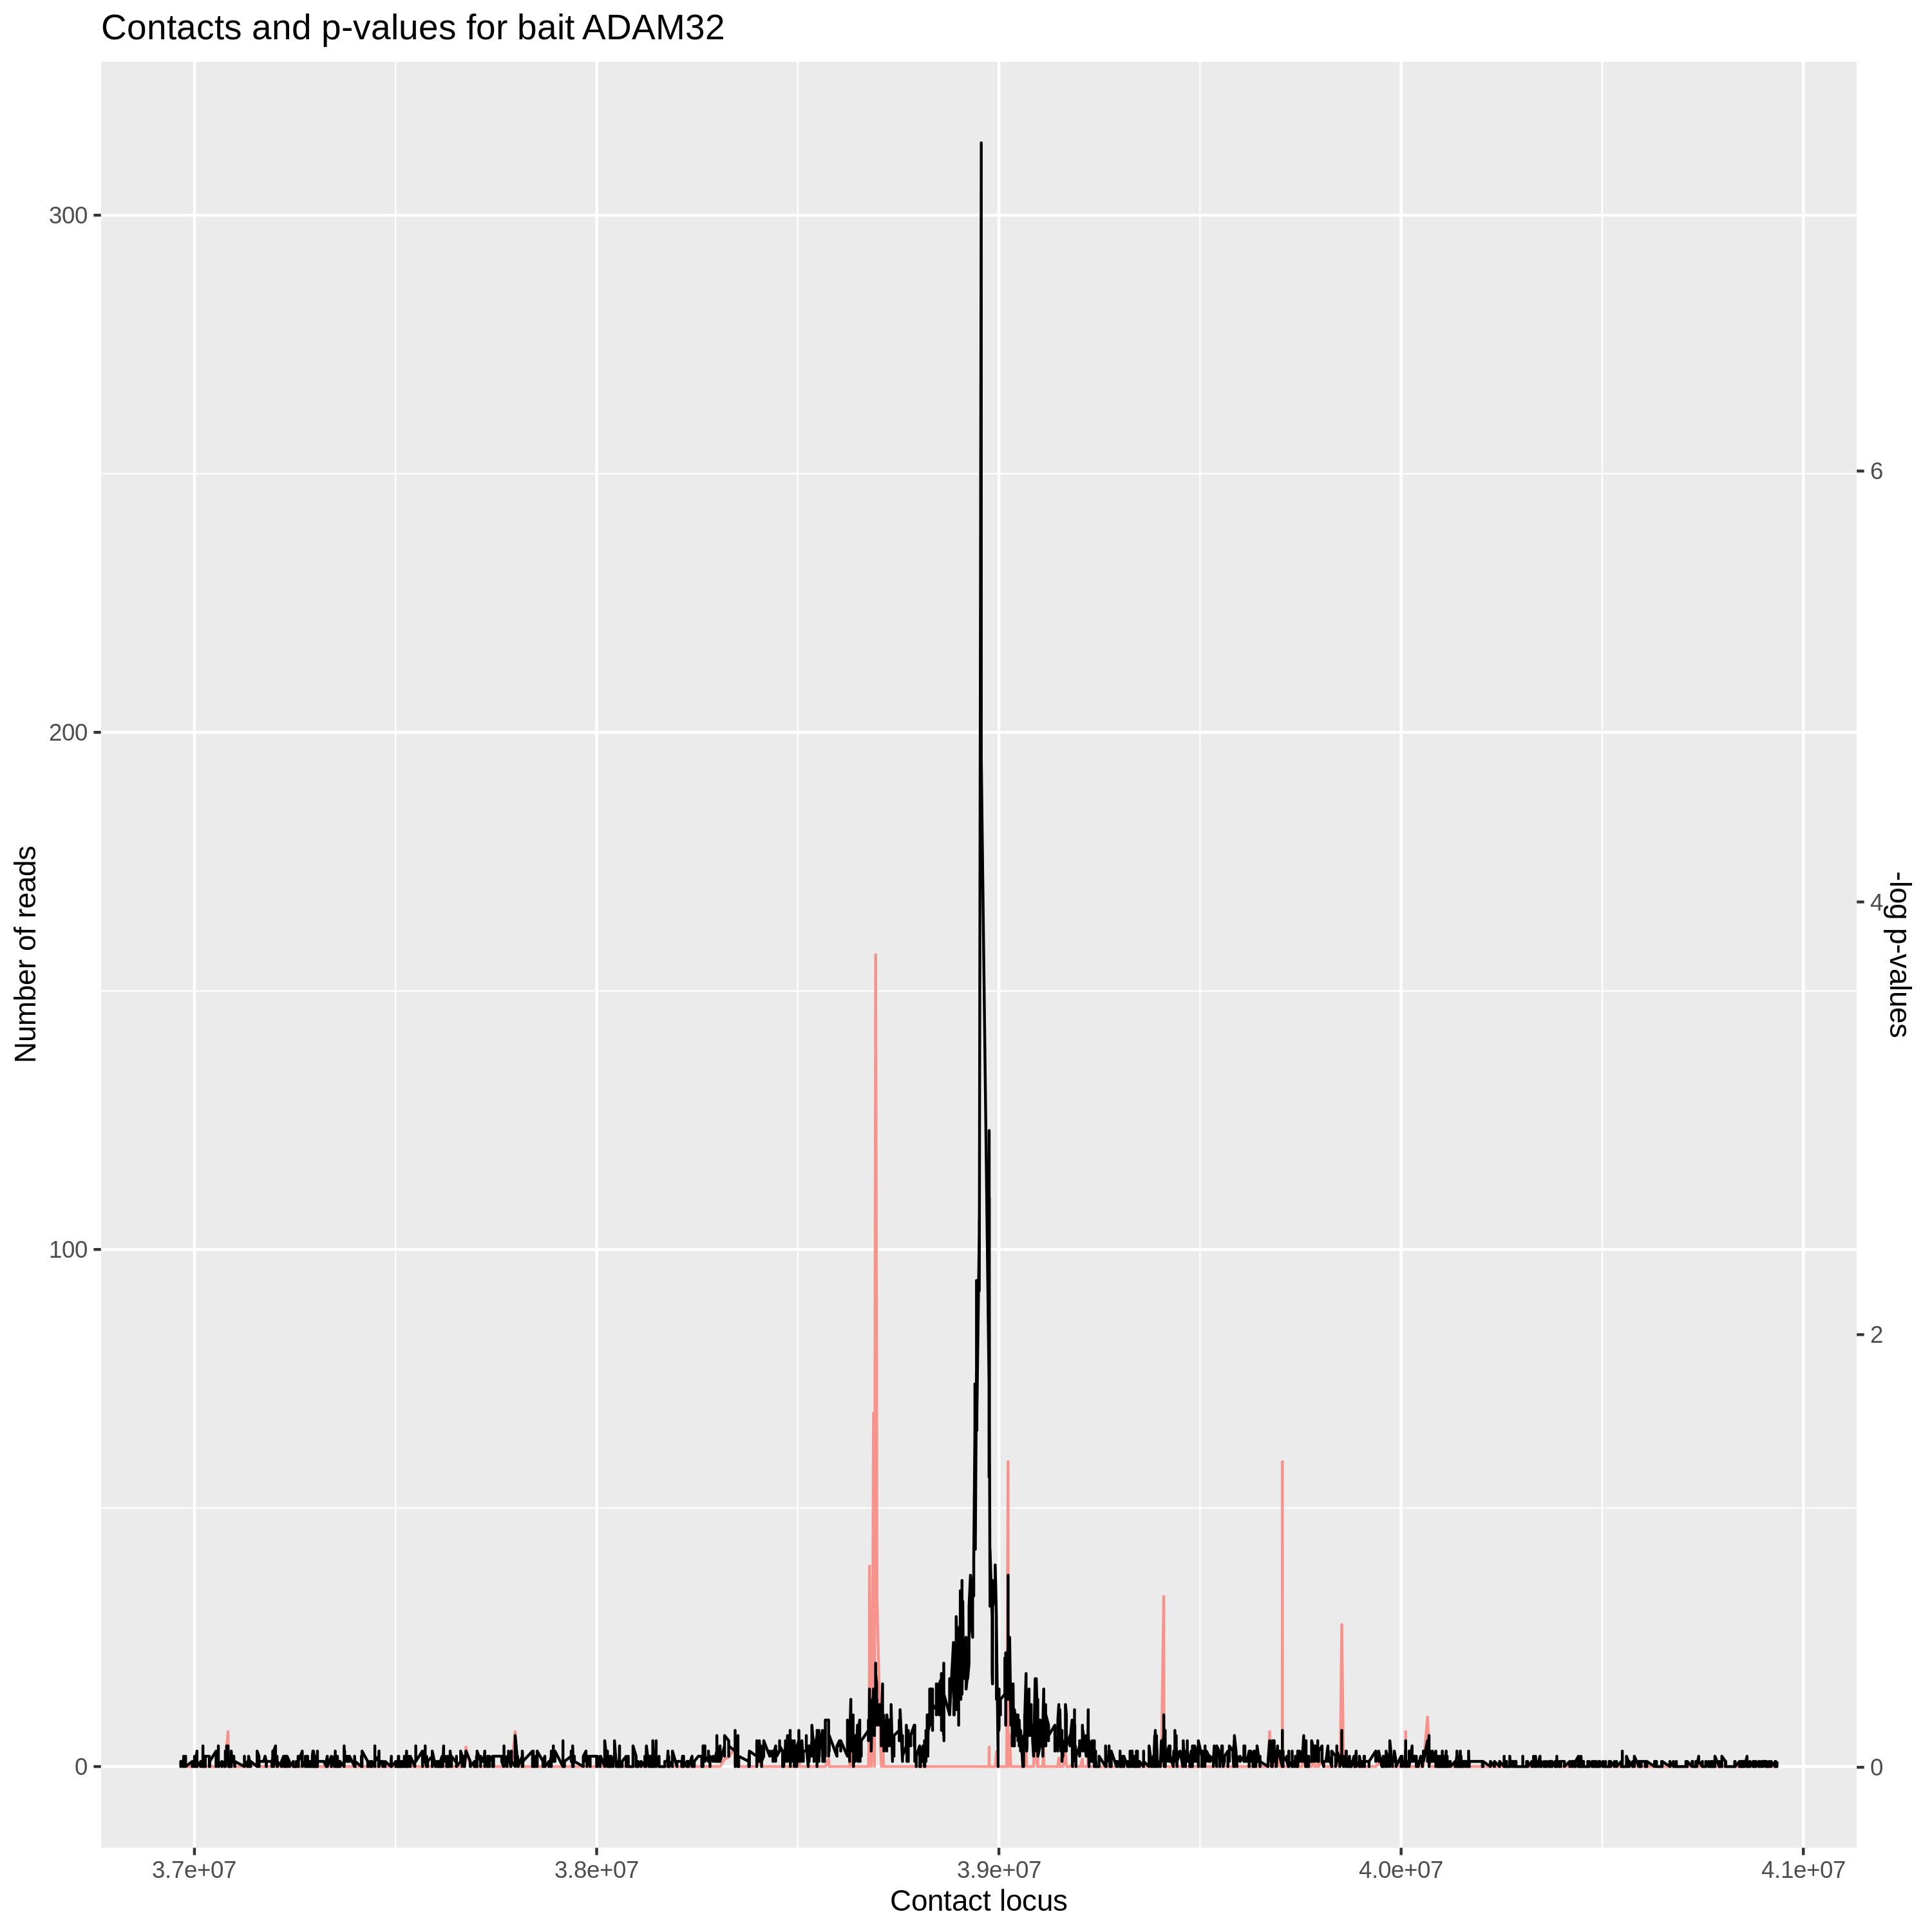 Contacts and p-values for bait ADAM32
300
200
100
0
Number of reads
6
4
2
0
-log p-values
3.7e+07
3.8e+07
3.9e+07
4.0e+07
4.1e+07
Contact locus